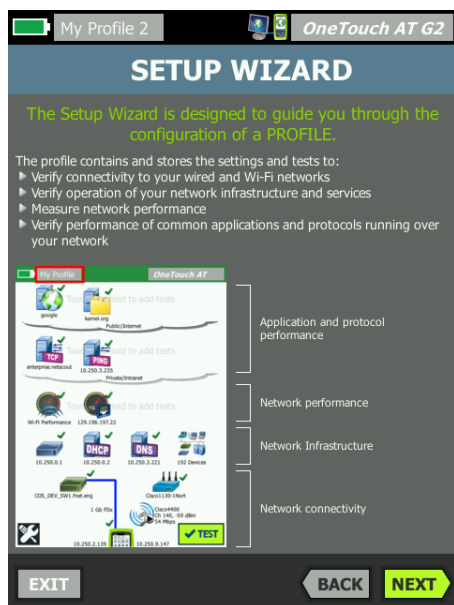 My Profile 2
OneTouch AT G2
SETUP WIZARD
The Setup Wizard is designed to guide you through the
configuration of a PROFILE.
The profile contains and stores the settings and tests to:
Verify connectivity to your wired and Wi-Fi networks
Verify operation of your network infrastructure and services
Measure network performance
Verify performance of common applications and protocols running over
your network
My Profile
OneTouch AT
google
kernel.org
Public/Internet
TCP
PING
enterprise.netscout
10.250.3.235
Private/Intranet
hold to add tests
Wi-Fi Performance
129.196.197.22
DHCP
DNS
10.250.0.1
10.250.0.2
10.250.3.221
192 Devices
COS_DEV_SW1.fnet.eng
Cisco1130-1Nort
1 Gb FDx
Cisco4400
Ch 140, -59 dBm
54 Mbps
TEST
10.250.2.139
10.250.9.147
Application and protocol
performance
Network performance
Network Infrastructure
Network connectivity
EXIT
BACK
NEXT